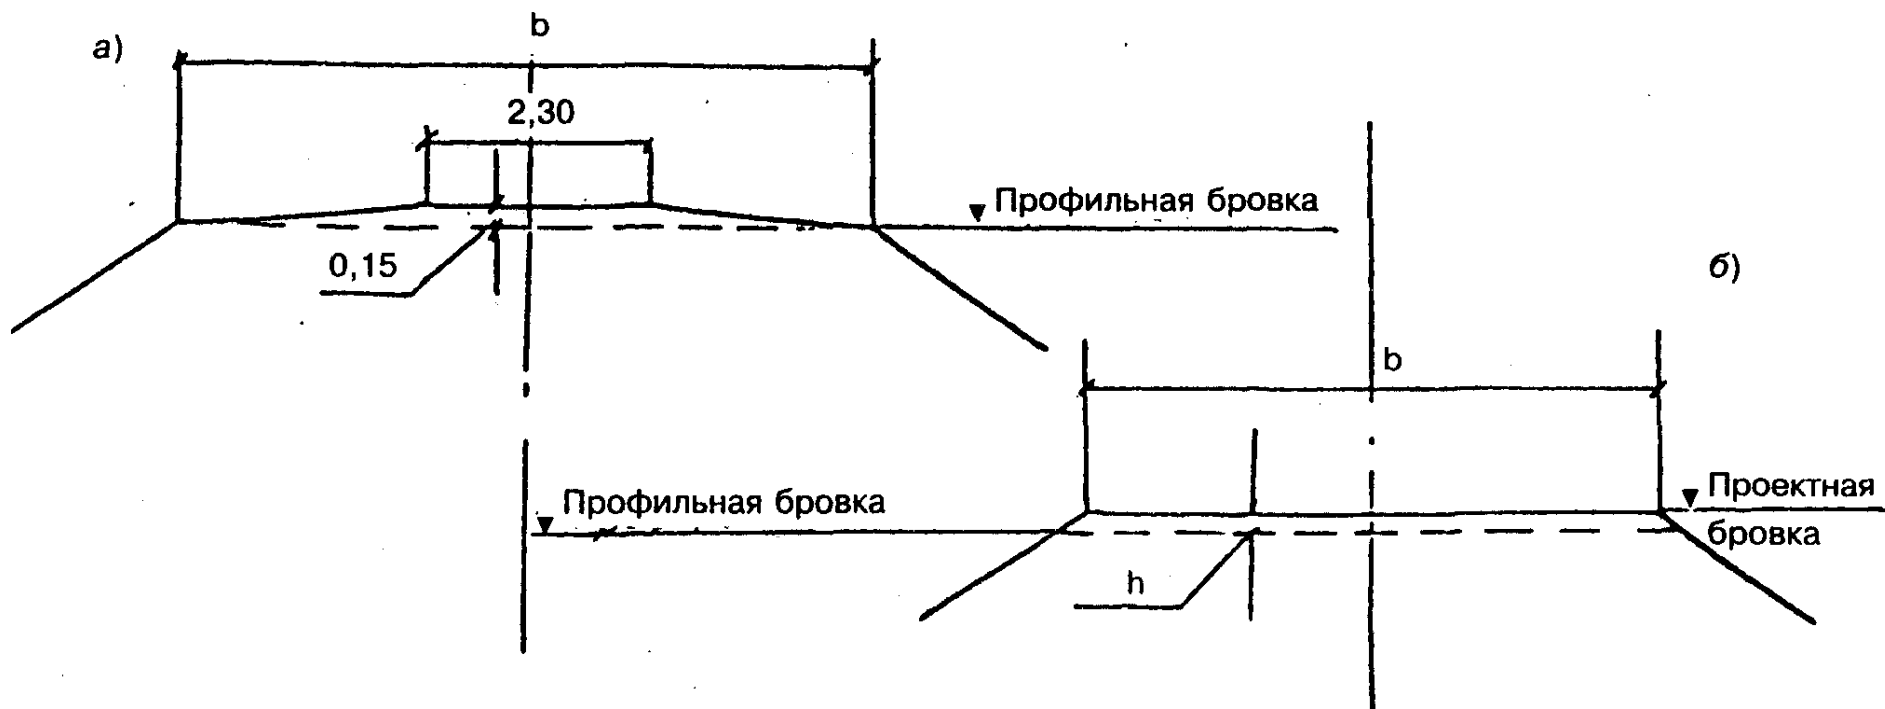 а)
b
2,30
Профильная бровка
0,15
б)
b
Профильная бровка
Проектная
бровка
h